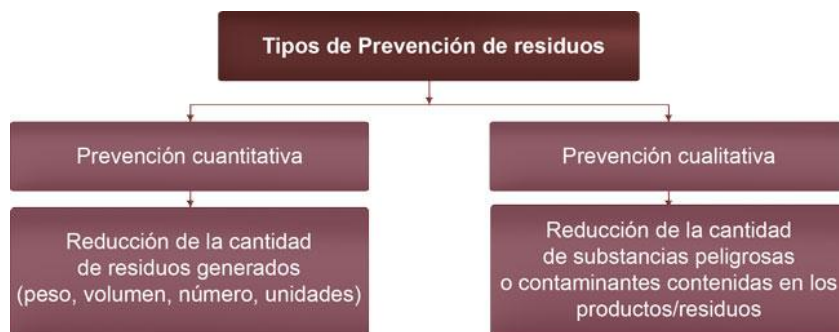 Tipos de Prevención de residuos
Prevención cuantitativa
Prevención cualitativa
Reducción de la cantidad
de residuos generados
(peso, volumen, número, unidades)
Reducción de la cantidad
de substancias peligrosas
o contaminantes contenidas en los
productos/residuos